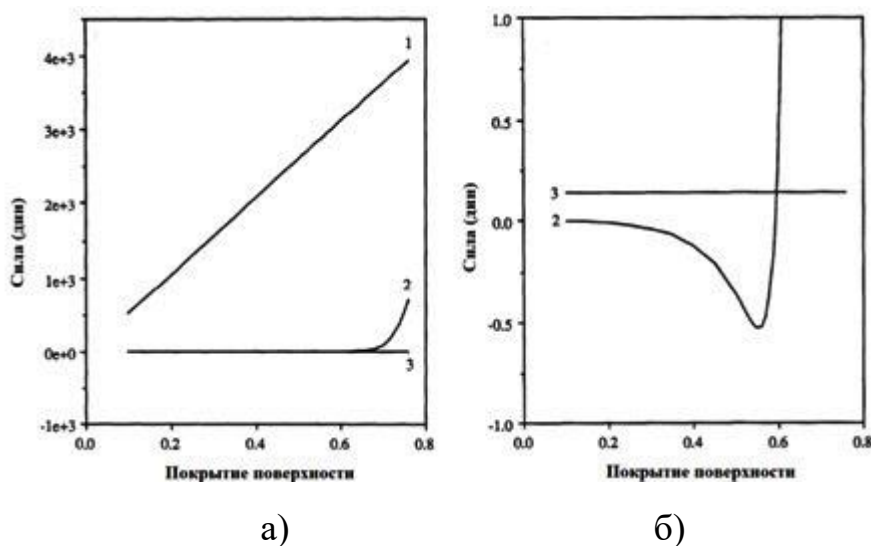 4e+3
3e+3
2e+3
1e+3
0e+0
-1e+3
0.0
0.2
0.4
0.6
0.8
1
2
3
Сила (дин)
Покрытие поверхности
а)
1.0
0.5
0.0
-0.5
-1.0
0.0
0.2
0.4
0.6
0.8
3
2
Сила (дин)
Покрытие поверхности
б)